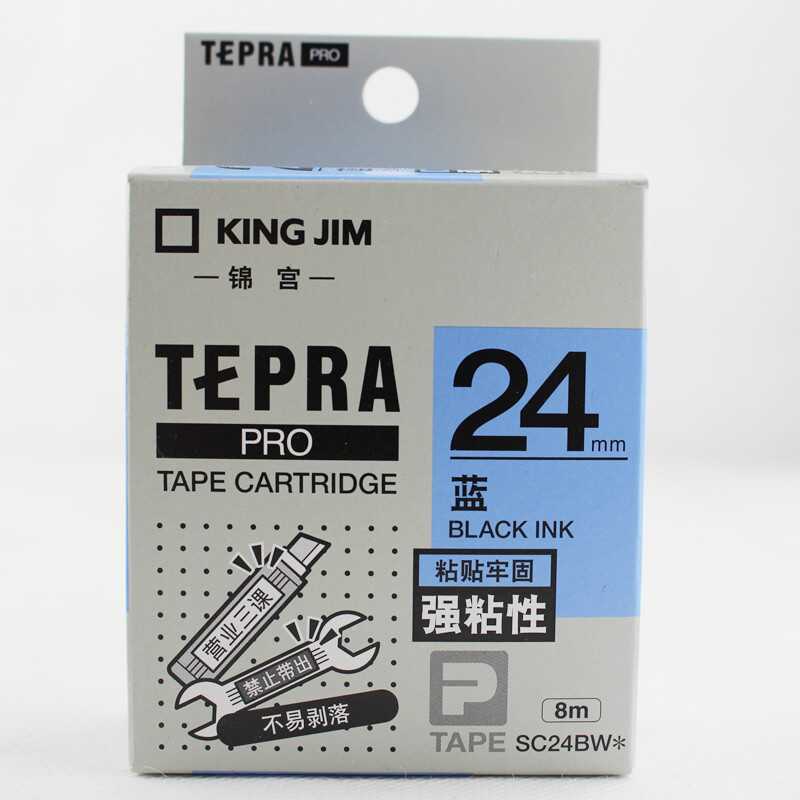 TEPRA PRO
KING JIM
锦 宫
TEPRA
PRO
TAPE CARTRIDGE
24mm
蓝
BLACK INK
粘贴牢固
强粘性
营业三课
禁止带出
不易剥落
P
TAPE
8m
SC24BW*